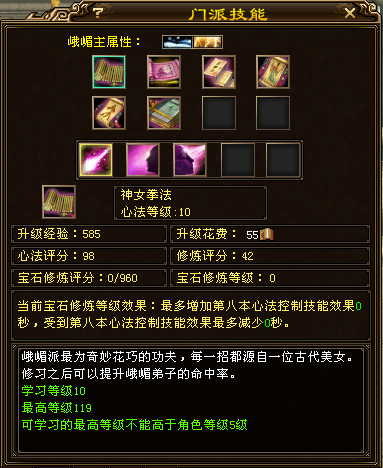 ? 门派技能 ×
峨嵋主属性：
神女拳法
心法等级:10
升级经验：585 升级花费： 55
心法评分：98 修炼评分：42
宝石修炼评分：0/960 宝石修炼等级： 0
当前宝石修炼等级效果：最多增加第八本心法控制技能效果0
秒，受到第八本心法控制技能效果最多减少0秒。
峨嵋派最为奇妙花巧的功夫，每一招都源自一位古代美女。
修习之后可以提升峨嵋弟子的命中率。
学习等级10
最高等级119
可学习的最高等级不能高于角色等级5级